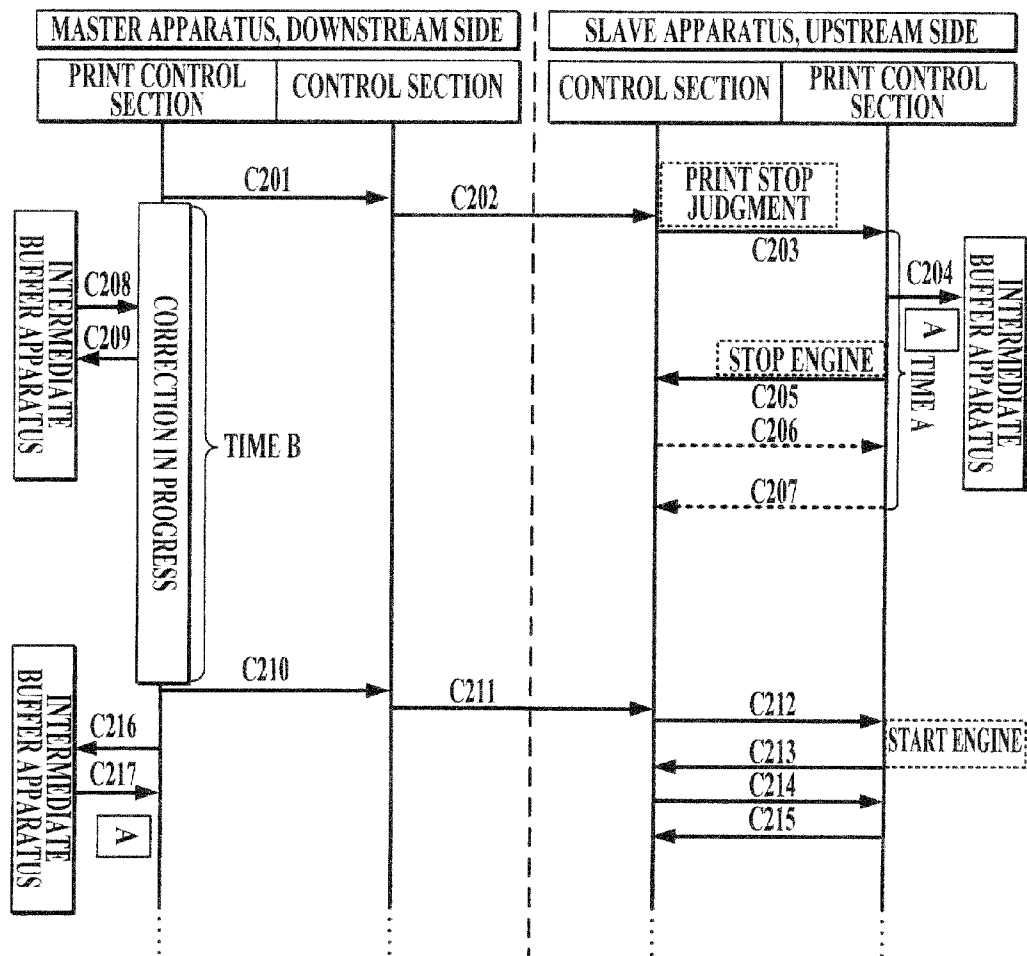 MASTER APPARATUS, DOWNSTREAM SIDE
SLAVE APPARATUS, UPSTREAM SIDE
PRINT CONTROL
SECTION
CONTROL SECTION
CONTROL SECTION
PRINT CONTROL
SECTION
C201
C202
PRINT STOP
JUDGMENT
C203
C204
INTERMEDIATE
BUFFER APPARATUS
C208
C209
INTERMEDIATE
BUFFER APPARATUS
CORRECTION IN PROGRESS
TIME B
A
TIME A
STOP ENGINE
C205
C206
C207
C210
C211
C212
START ENGINE
C213
C214
C215
INTERMEDIATE
BUFFER APPARATUS
C216
C217
A